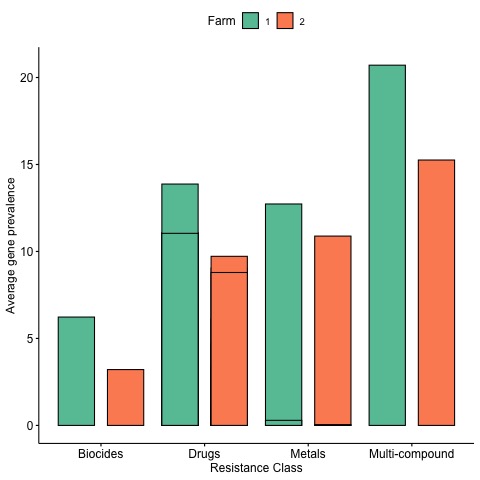 Farm 1 2
Average gene prevalence
20
15
10
5
0
Biocides Drugs Metals Multi-compound
Resistance Class